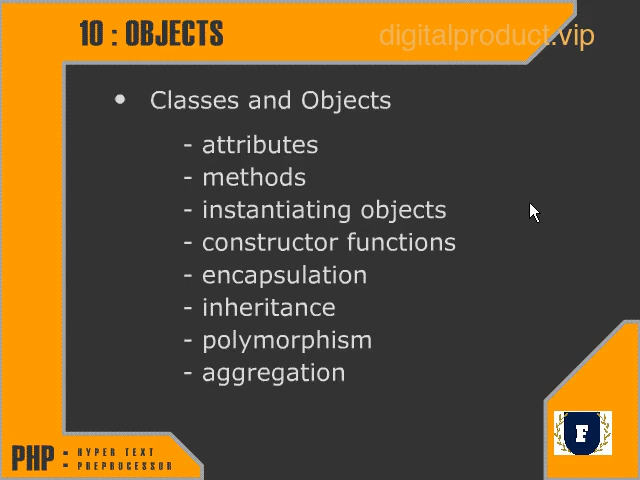 10 : OBJECTS
digitalproduct.vip
• Classes and Objects
- attributes
- methods
- instantiating objects
- constructor functions
- encapsulation
- inheritance
- polymorphism
- aggregation
F
PHP : HYPER TEXT
: PREPROCESSOR